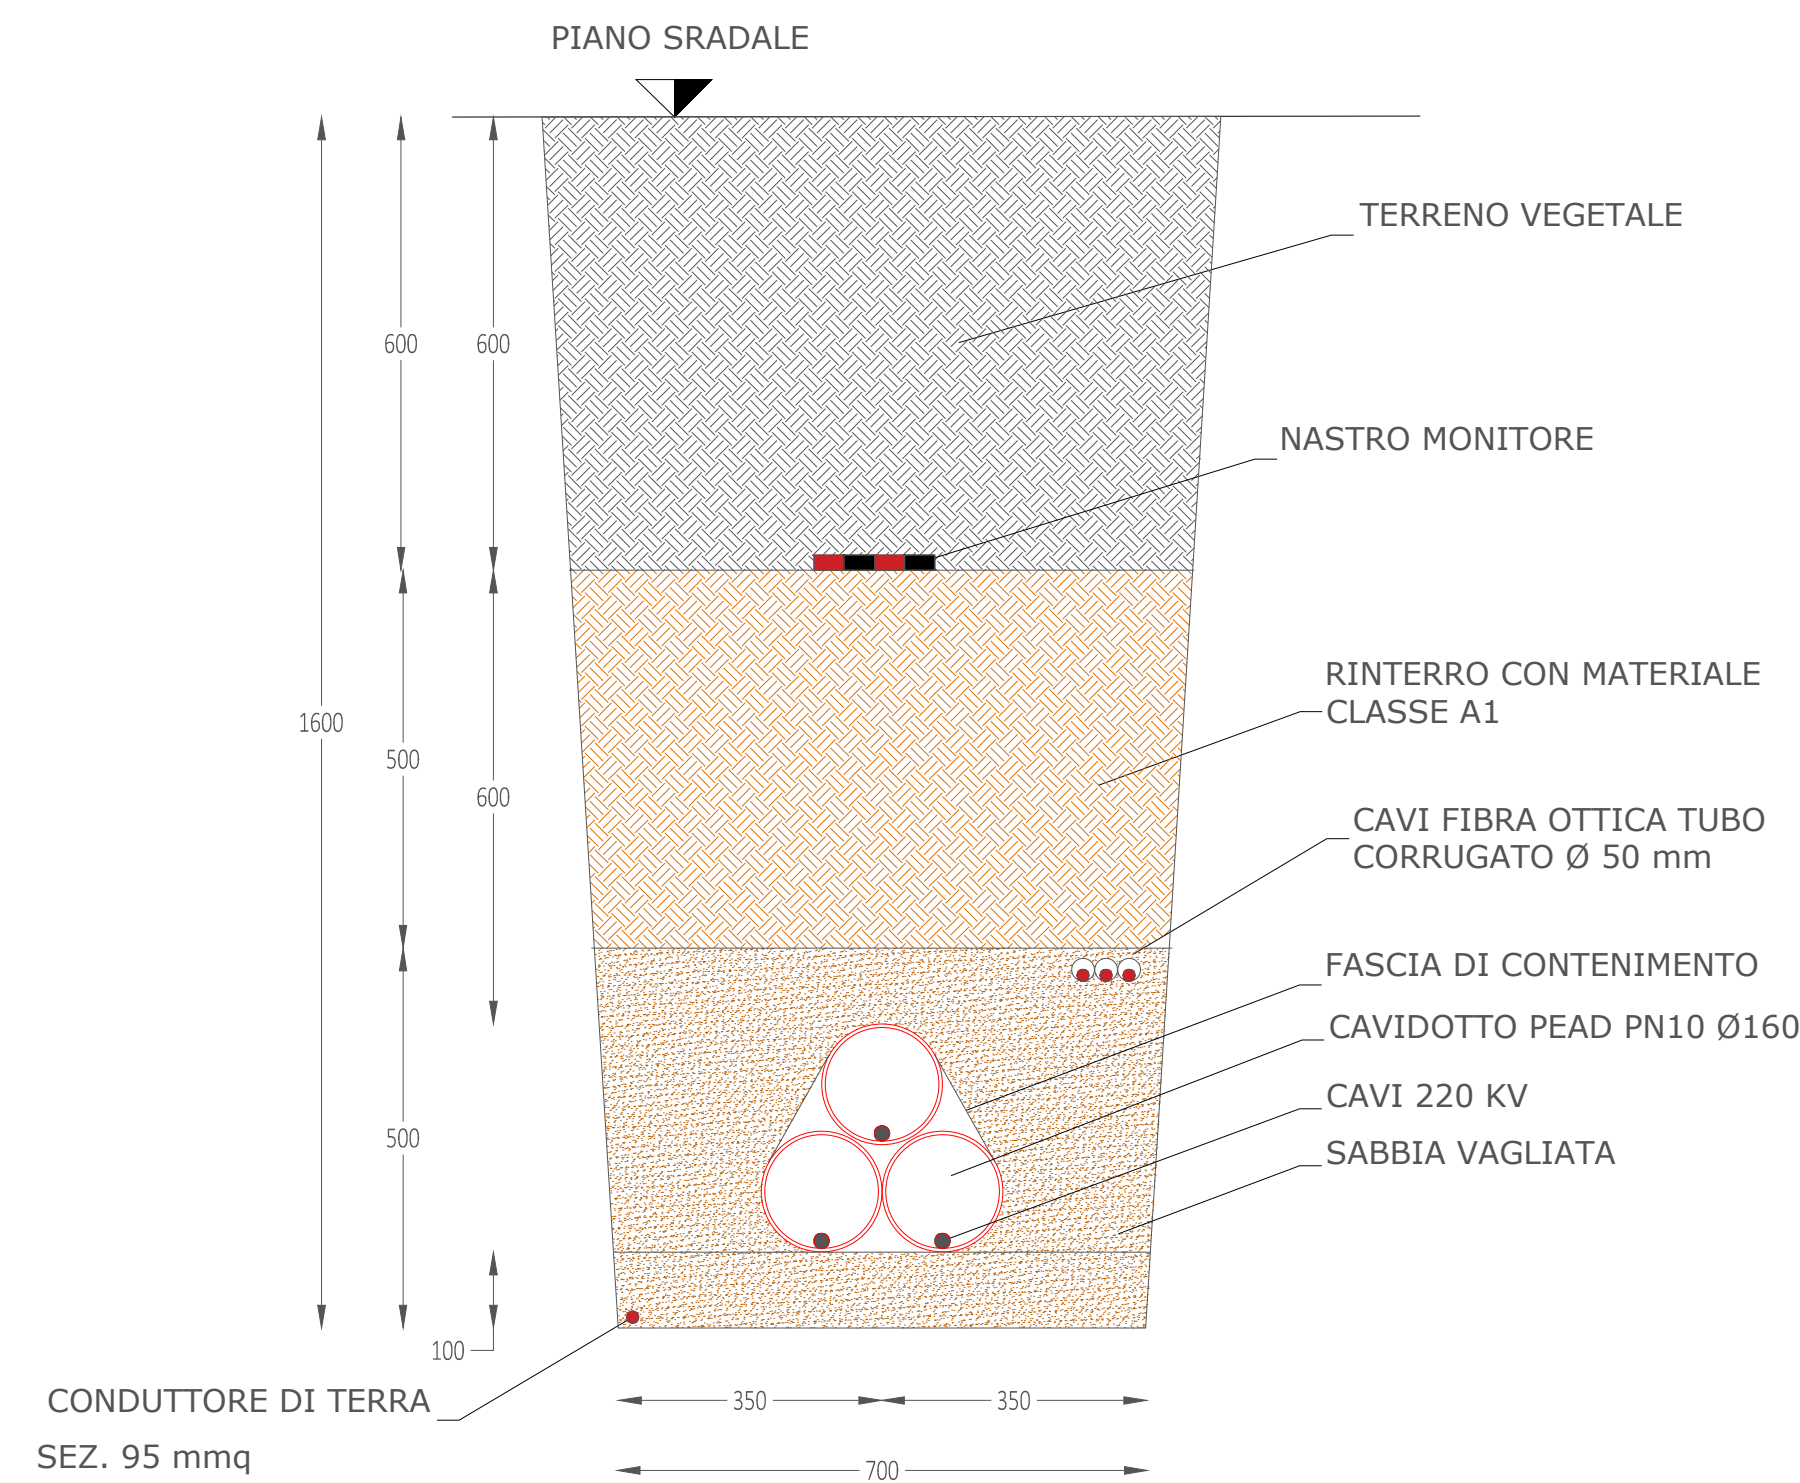 PIANO SRADALE
TERRENO VEGETALE
600
600
NASTRO MONITORE
RINTERRO CON MATERIALE
CLASSE A1
1600
500
600
CAVI FIBRA OTTICA TUBO
CORRUGATO Ø 50 mm
FASCIA DI CONTENIMENTO
CAVIDOTTO PEAD PN10 Ø160
CAVI 220 KV
500
SABBIA VAGLIATA
100
CONDUTTORE DI TERRA
SEZ. 95 mmq
350
350
700